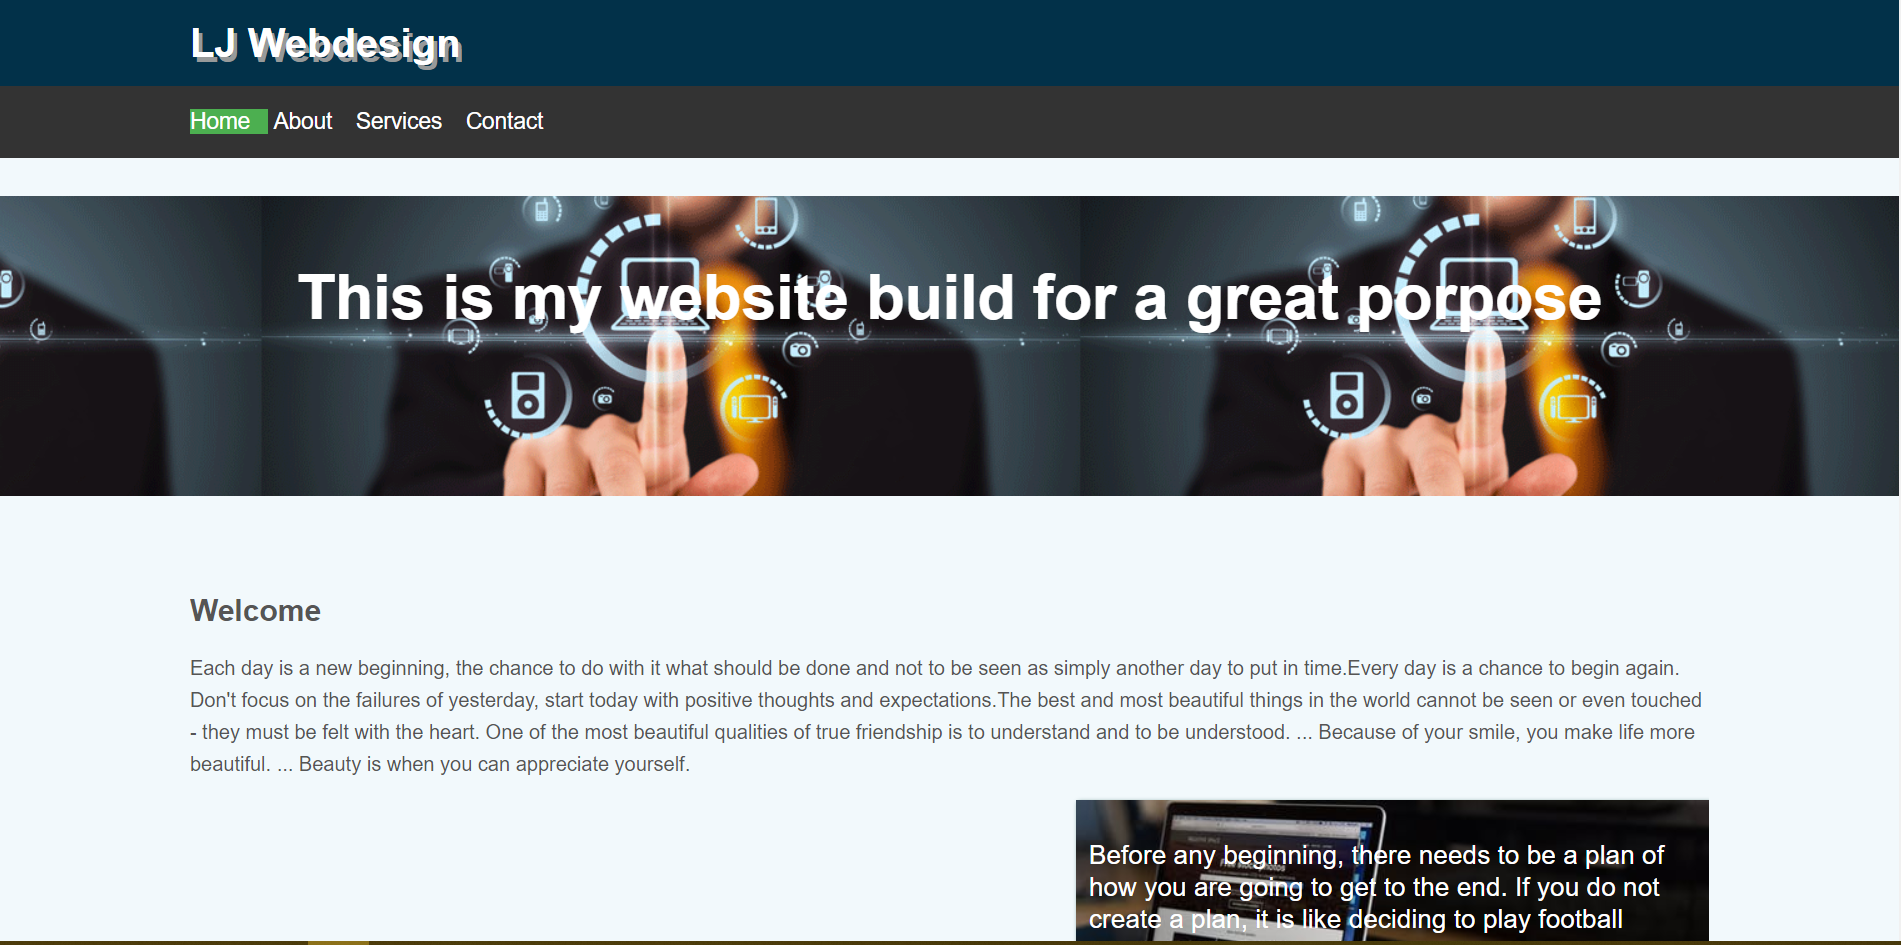 LJ Webdesign
Home About Services Contact
This is my website build for a great porpose
Welcome
Each day is a new beginning, the chance to do with it what should be done and not to be seen as simply another day to put in time.Every day is a chance to begin again.
Don't focus on the failures of yesterday, start today with positive thoughts and expectations.The best and most beautiful things in the world cannot be seen or even touched
- they must be felt with the heart. One of the most beautiful qualities of true friendship is to understand and to be understood. ... Because of your smile, you make life more
beautiful. ... Beauty is when you can appreciate yourself.
Before any beginning, there needs to be a plan of
how you are going to get to the end. If you do not
create a plan, it is like deciding to play football